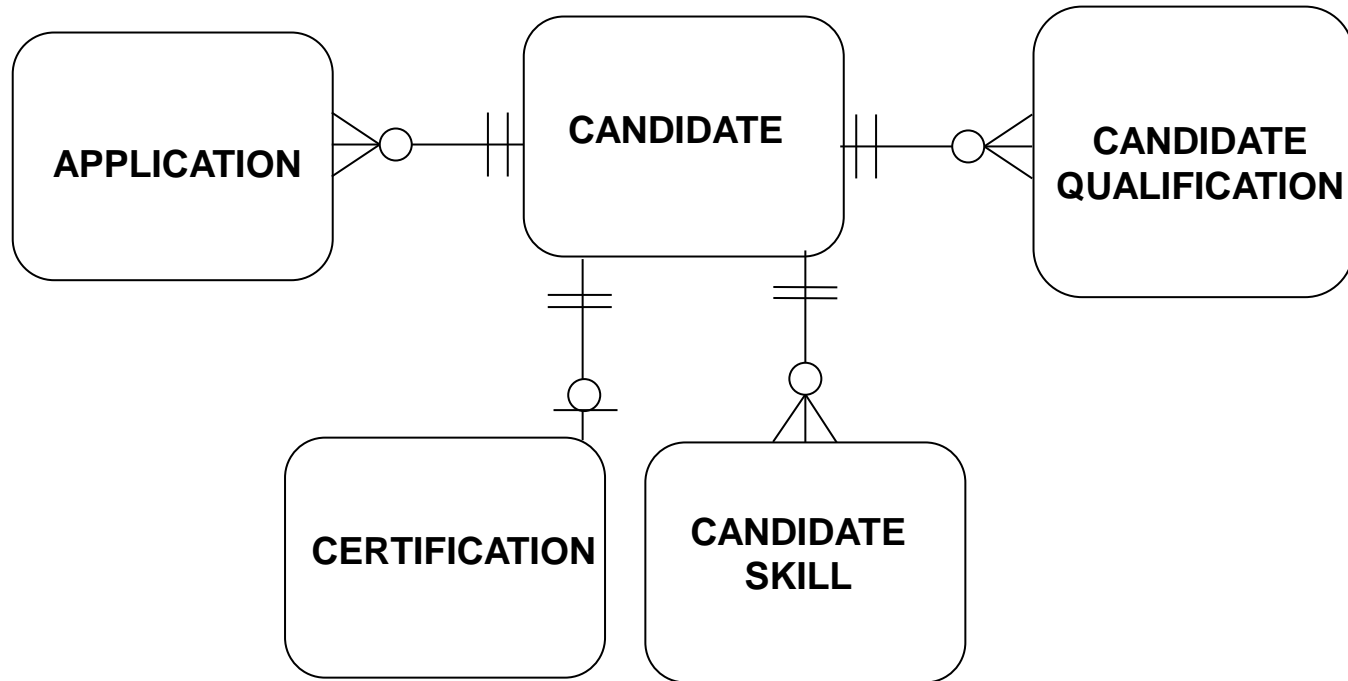 APPLICATION
CANDIDATE
CANDIDATE
QUALIFICATION
CERTIFICATION
CANDIDATE
SKILL